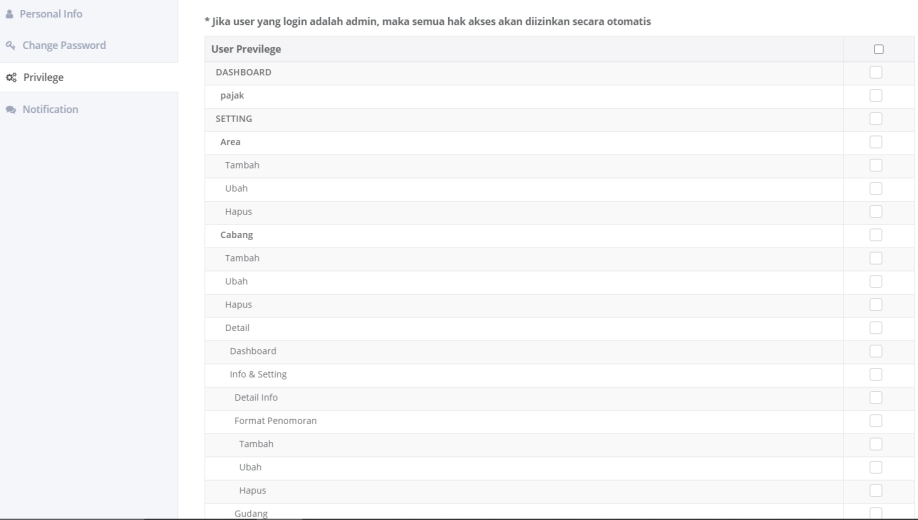 Personal Info
Change Password
Privilege
Notification
* Jika user yang login adalah admin, maka semua hak akses akan diizinkan secara otomatis
User Previlege
DASHBOARD
pajak
SETTING
Area
Tambah
Ubah
Hapus
Cabang
Tambah
Ubah
Hapus
Detail
Dashboard
Info & Setting
Detail Info
Format Penomoran
Tambah
Ubah
Hapus
Gudang